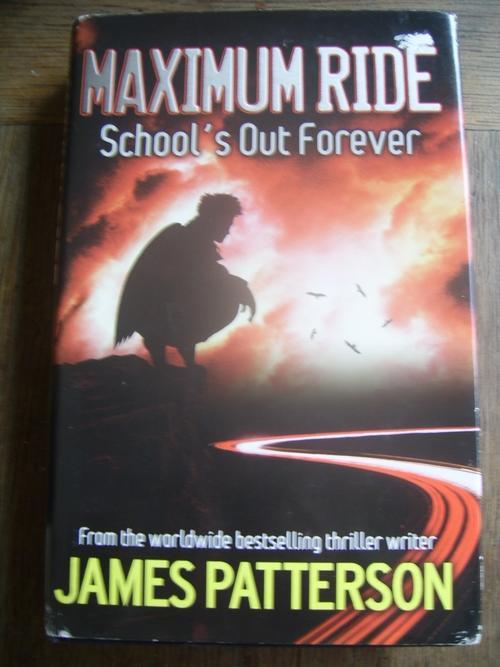 MAXIMUM RIDE
School's Out Forever
From the worldwide bestselling thriller writer
JAMES PATTERSON